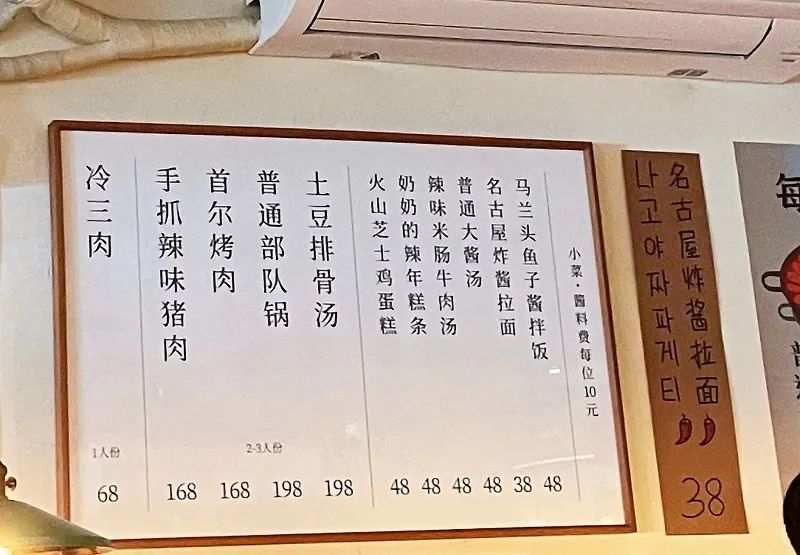 冷三肉
1人份
68
手抓辣味猪肉
168
首尔烤肉
168
普通部队锅
198
土豆排骨汤
198
2-3人份
火山芝士鸡蛋糕
48
奶奶的辣年糕条
48
辣味米肠牛肉汤
48
普通大酱汤
48
名古屋炸酱拉面
38
马兰头鱼子酱拌饭
48
小菜·醬料费每位10元
나고야짜파게티
名古屋炸酱拉面
38
每